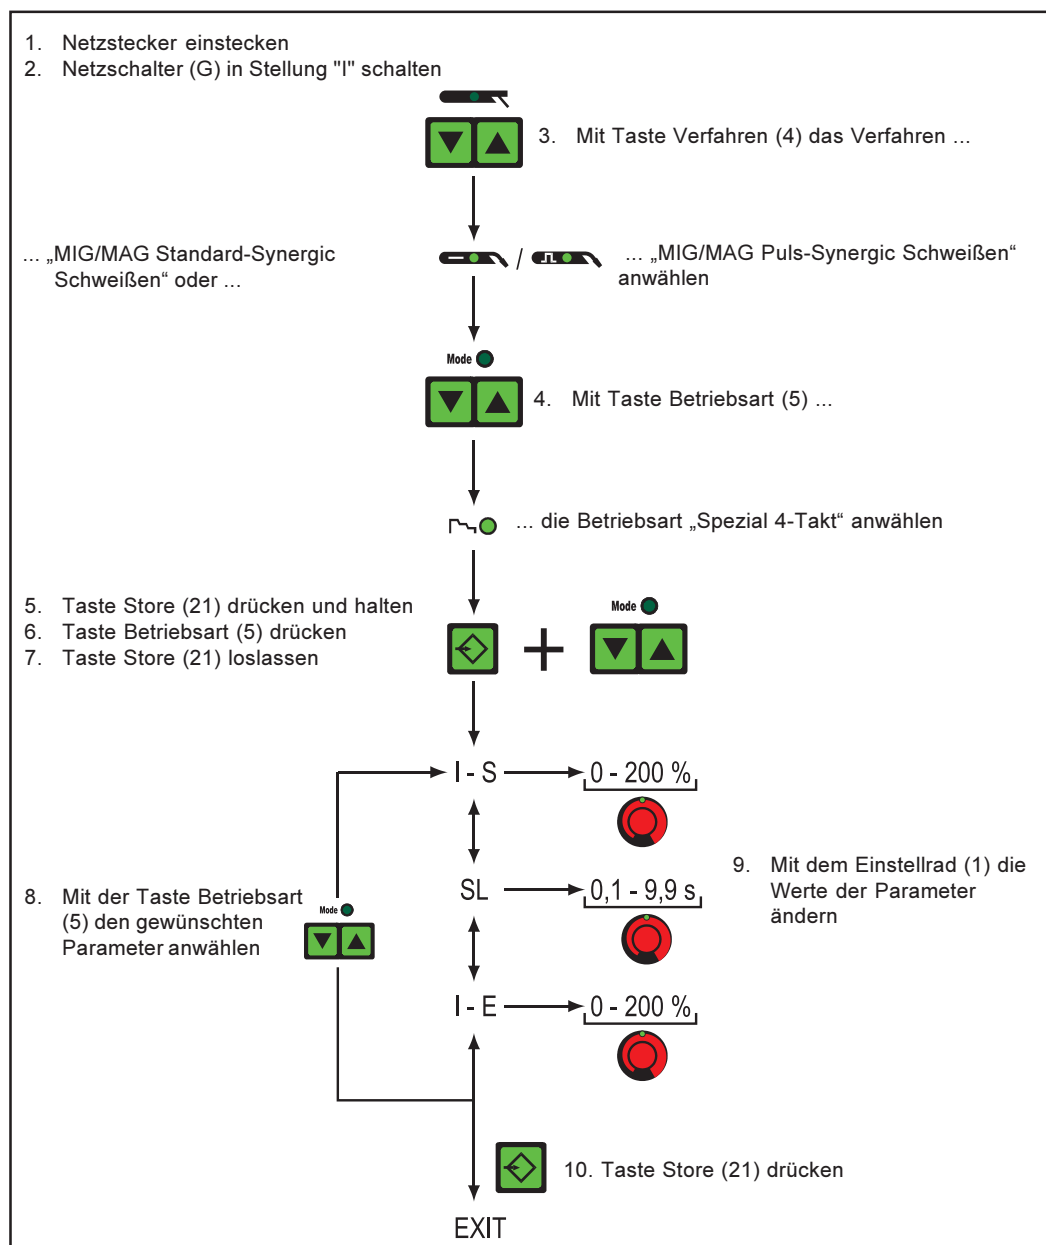 1. Netzstecker einstecken
2. Netzschalter (G) in Stellung "I" schalten
3. Mit Taste Verfahren (4) das Verfahren ...
... „MIG/MAG Standard-Synergic
Schweißen“ oder ...
/
... „MIG/MAG Puls-Synergic Schweißen“
anwählen
Mode
4. Mit Taste Betriebsart (5) ...
... die Betriebsart „Spezial 4-Takt“ anwählen
5. Taste Store (21) drücken und halten
6. Taste Betriebsart (5) drücken
7. Taste Store (21) loslassen
+
Mode
I - S
0 - 200 %
8. Mit der Taste Betriebsart
(5) den gewünschten
Parameter anwählen
Mode
SL
0,1 - 9,9 s
9. Mit dem Einstellrad (1) die
Werte der Parameter
ändern
I - E
0 - 200 %
10. Taste Store (21) drücken
EXIT